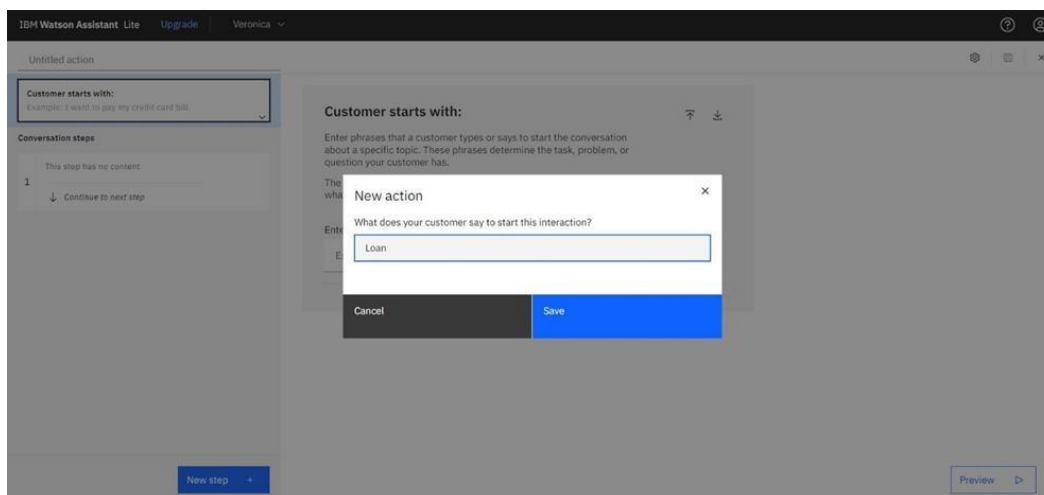 IBM Watson Assistant Lite Upgrade Veronica
Untitled action
Customer starts with:
Example: I want to pay my credit card bill.
Conversation steps
This step has no content
1
Continue to next step
New step +
Customer starts with:
Enter phrases that a customer types or says to start the conversation
about a specific topic. These phrases determine the task, problem, or
question your customer has.
The
wha
Ente
E
New action
What does your customer say to start this interaction?
Loan
Cancel
Save
Preview